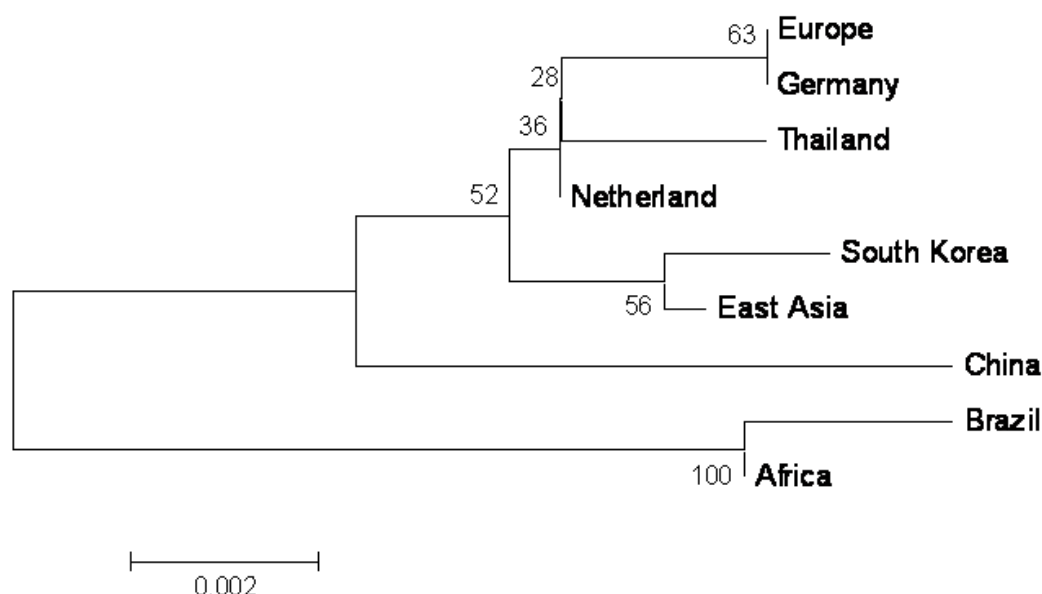 63 Europe
Germany
28
Thailand
36
Netherland
52
South Korea
56 East Asia
China
Brazil
100 Africa
0.002